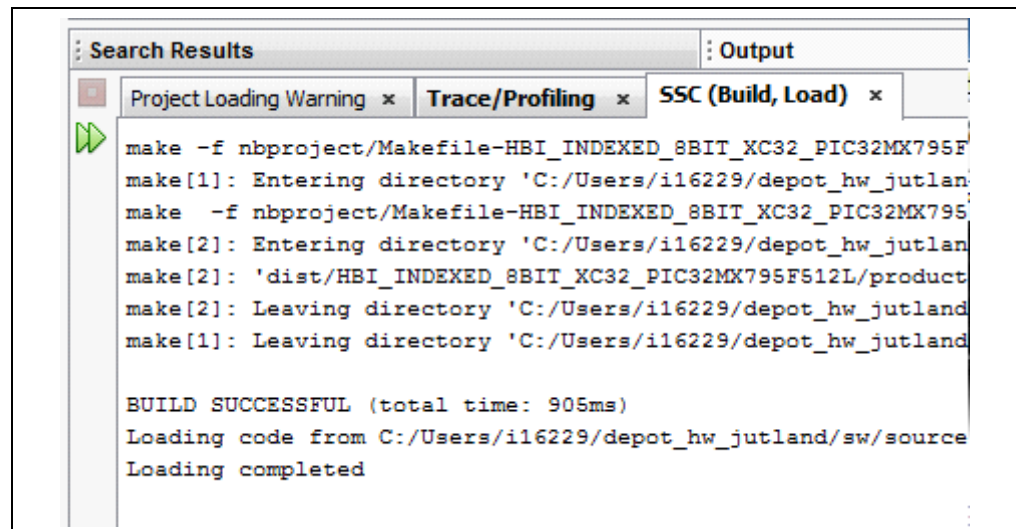 Search Results
Output
Project Loading Warning × Trace/Profiling × SSC (Build, Load) ×
make -f nbproject/Makefile-HBI_INDEXED_8BIT_XC32_PIC32MX795F
make[1]: Entering directory 'C:/Users/i16229/depot_hw_jutlan
make  -f nbproject/Makefile-HBI_INDEXED_8BIT_XC32_PIC32MX795
make[2]: Entering directory 'C:/Users/i16229/depot_hw_jutlan
make[2]: 'dist/HBI_INDEXED_8BIT_XC32_PIC32MX795F512L/product
make[2]: Leaving directory 'C:/Users/i16229/depot_hw_jutland
make[1]: Leaving directory 'C:/Users/i16229/depot_hw_jutland
BUILD SUCCESSFUL (total time: 905ms)
Loading code from C:/Users/i16229/depot_hw_jutland/sw/source
Loading completed